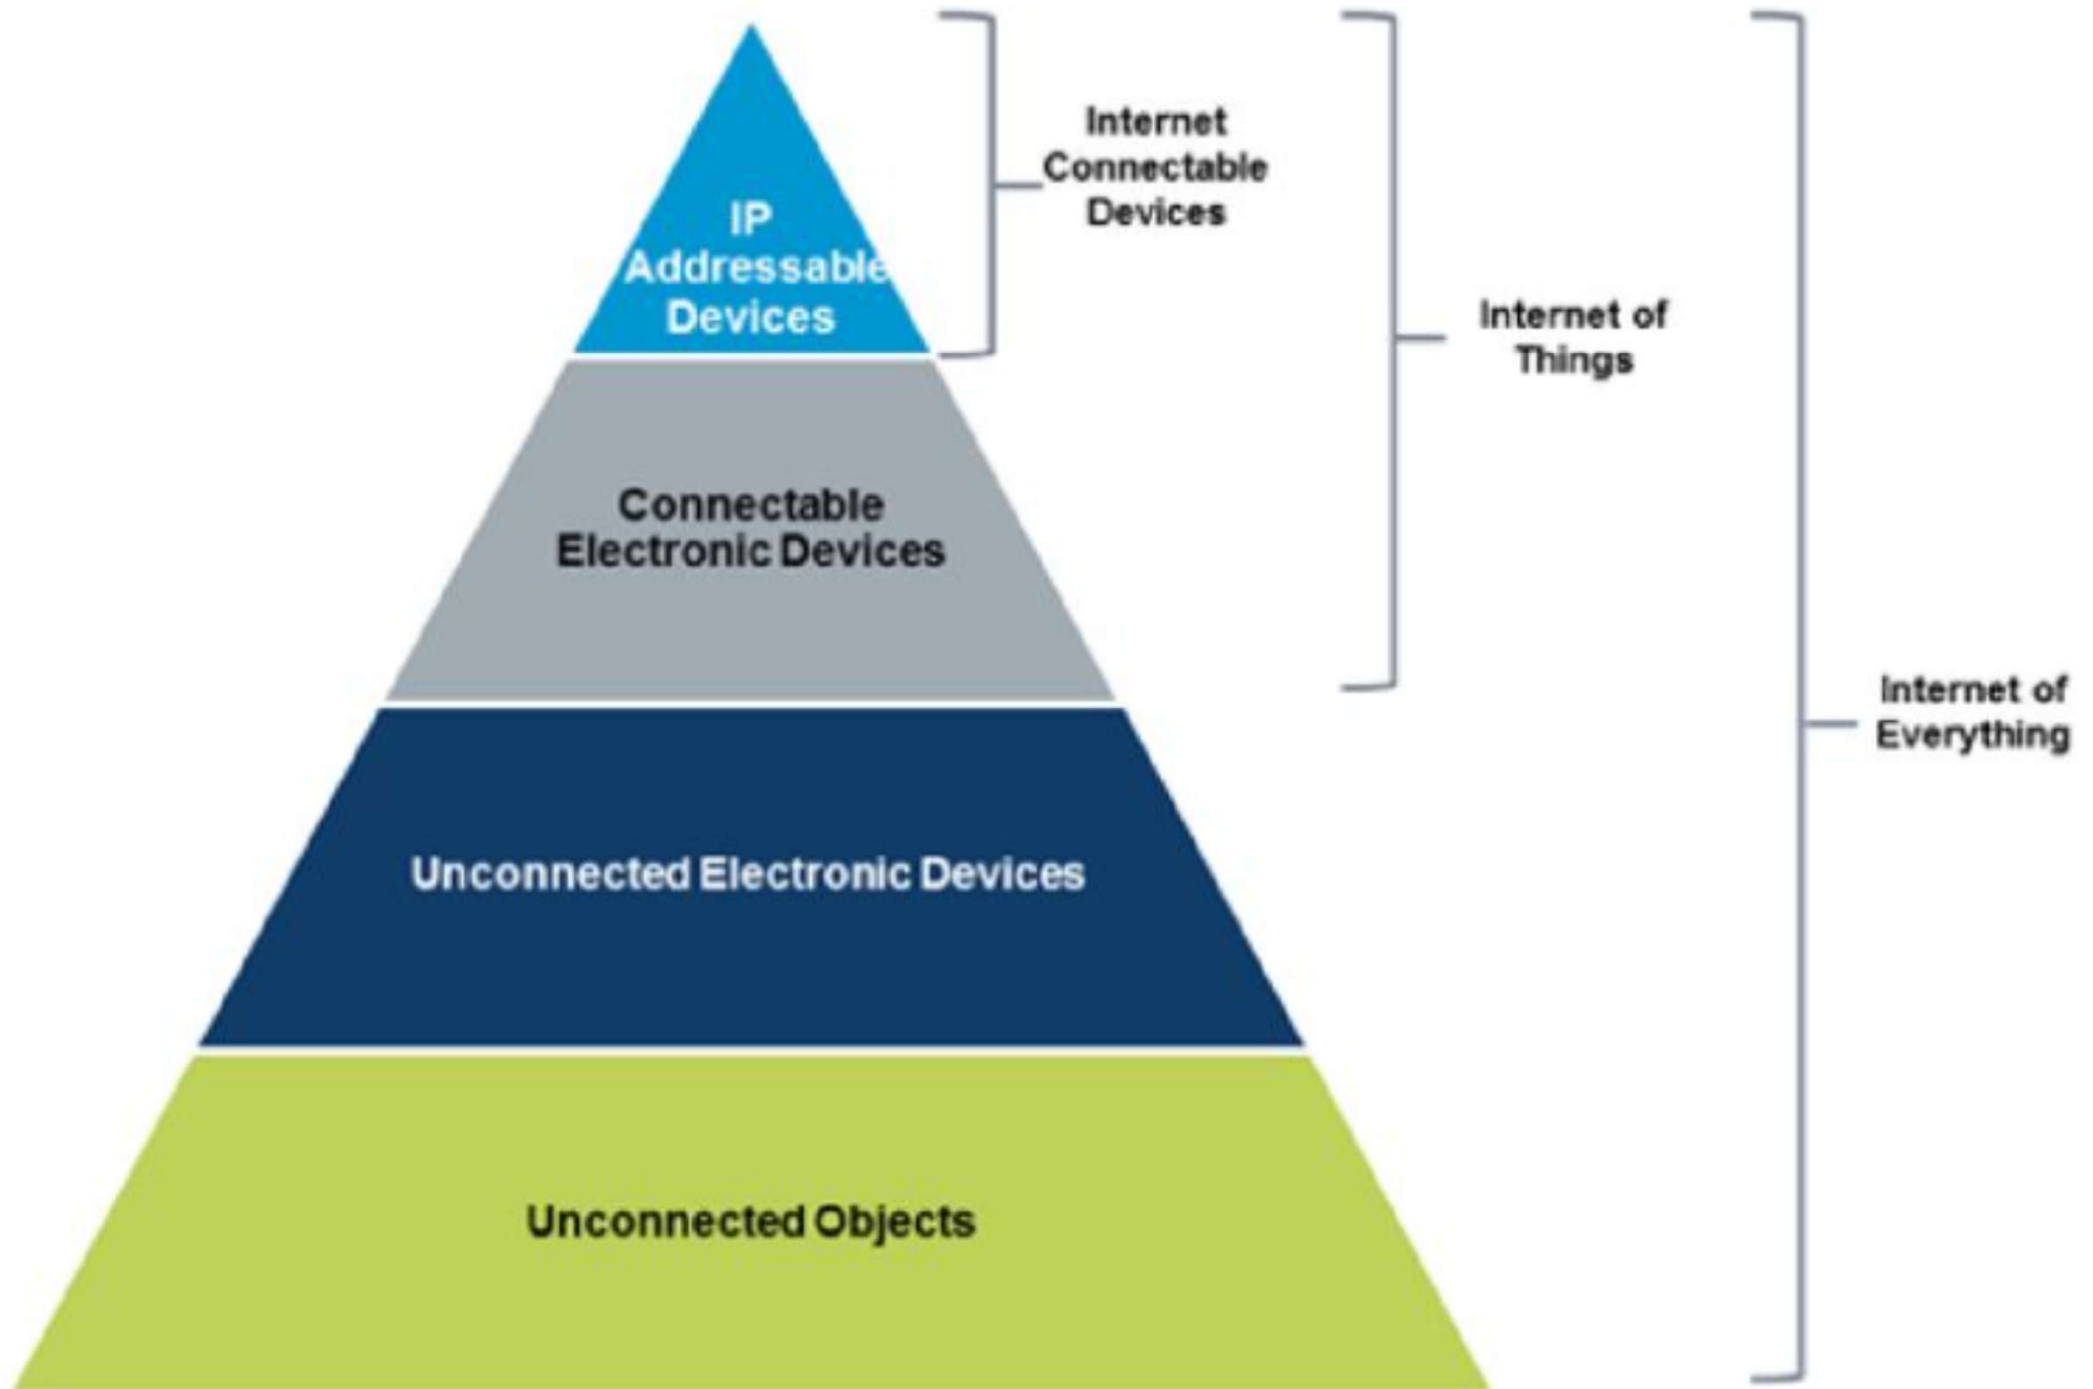 IP
Addressable
Devices
Internet
Connectable
Devices
Internet of
Things
Connectable
Electronic Devices
Internet of
Everything
Unconnected Electronic Devices
Unconnected Objects